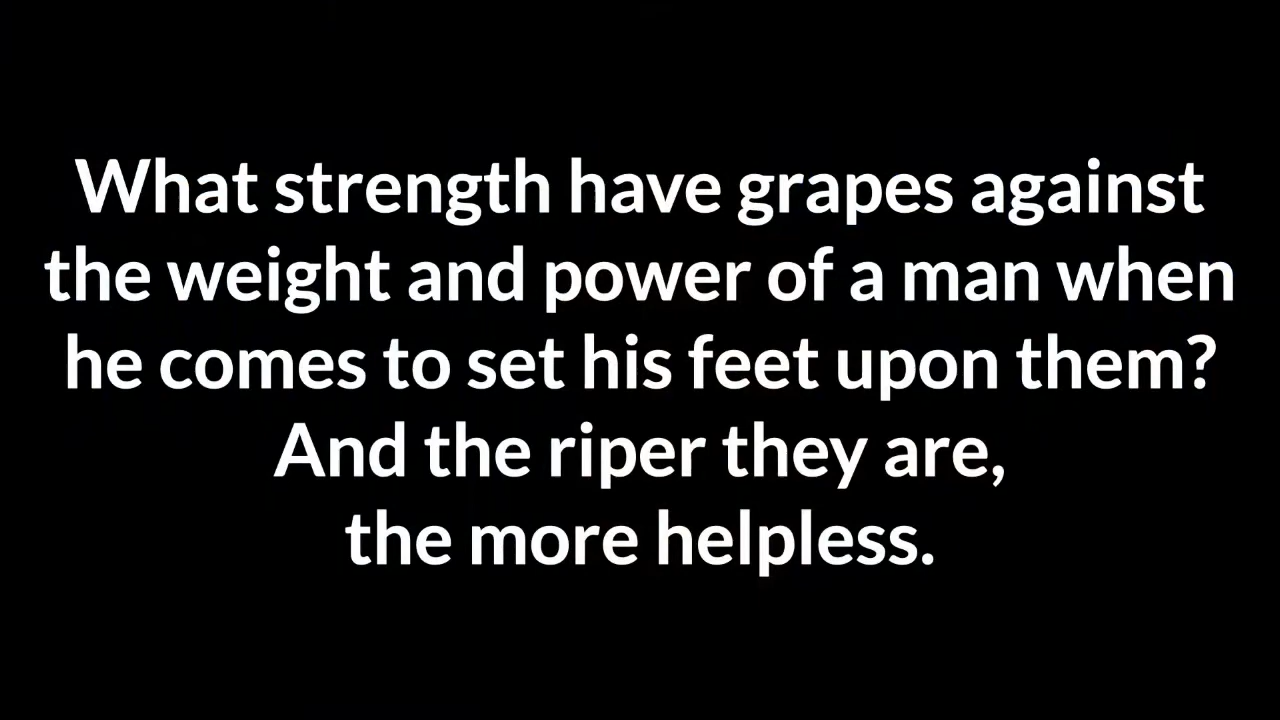 What strength have grapes against
the weight and power of a man when
he comes to set his feet upon them?
And the riper they are,
the more helpless.